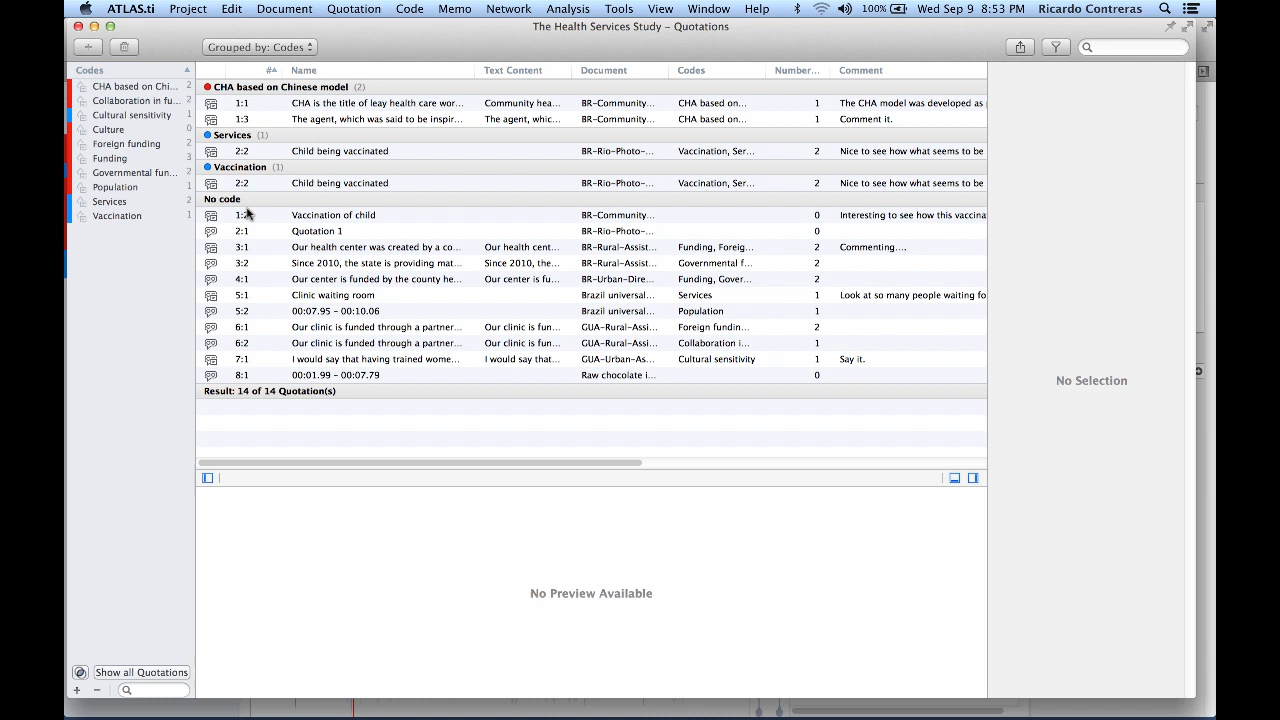 ATLAS.ti Project Edit Document Quotation Code Memo Network Analysis Tools View Window Help 100% Wed Sep 9 8:53 PM Ricardo Contreras
The Health Services Study - Quotations
Grouped by: Codes
Codes
CHA based on Chi... 2
Collaboration in fu... 2
Cultural sensitivity 1
Culture 0
Foreign funding 2
Funding 3
Governmental fun... 2
Population 1
Services 2
Vaccination 1
Show all Quotations
# Name Text Content Document Codes Number... Comment
CHA based on Chinese model (2)
1:1 CHA is the title of leay health care wor... Community hea... BR-Community... CHA based on... 1 The CHA model was developed as
1:3 The agent, which was said to be inspir... The agent, whic... BR-Community... CHA based on... 1 Comment it.
Services (1)
2:2 Child being vaccinated BR-Rio-Photo-... Vaccination, Ser... 2 Nice to see how what seems to be
Vaccination (1)
2:2 Child being vaccinated BR-Rio-Photo-... Vaccination, Ser... 2 Nice to see how what seems to be
No code
1:2 Vaccination of child BR-Community... 0 Interesting to see how this vaccina
2:1 Quotation 1 BR-Rio-Photo-... 0
3:1 Our health center was created by a co... Our health cent... BR-Rural-Assist... Funding, Foreig... 2 Commenting....
3:2 Since 2010, the state is providing mat... Since 2010, the... BR-Rural-Assist... Governmental f... 2
4:1 Our center is funded by the county he... Our center is fu... BR-Urban-Dire... Funding, Gover... 2
5:1 Clinic waiting room Brazil universal... Services 1 Look at so many people waiting fo
5:2 00:07.95 - 00:10.06 Brazil universal... Population 1
6:1 Our clinic is funded through a partner... Our clinic is fun... GUA-Rural-Assi... Foreign fundin... 2
6:2 Our clinic is funded through a partner... Our clinic is fun... GUA-Rural-Assi... Collaboration i... 1
7:1 I would say that having trained wome... I would say that... GUA-Urban-As... Cultural sensitivity 1 Say it.
8:1 00:01.99 - 00:07.79 Raw chocolate i... 0
Result: 14 of 14 Quotation(s)
No Preview Available
No Selection